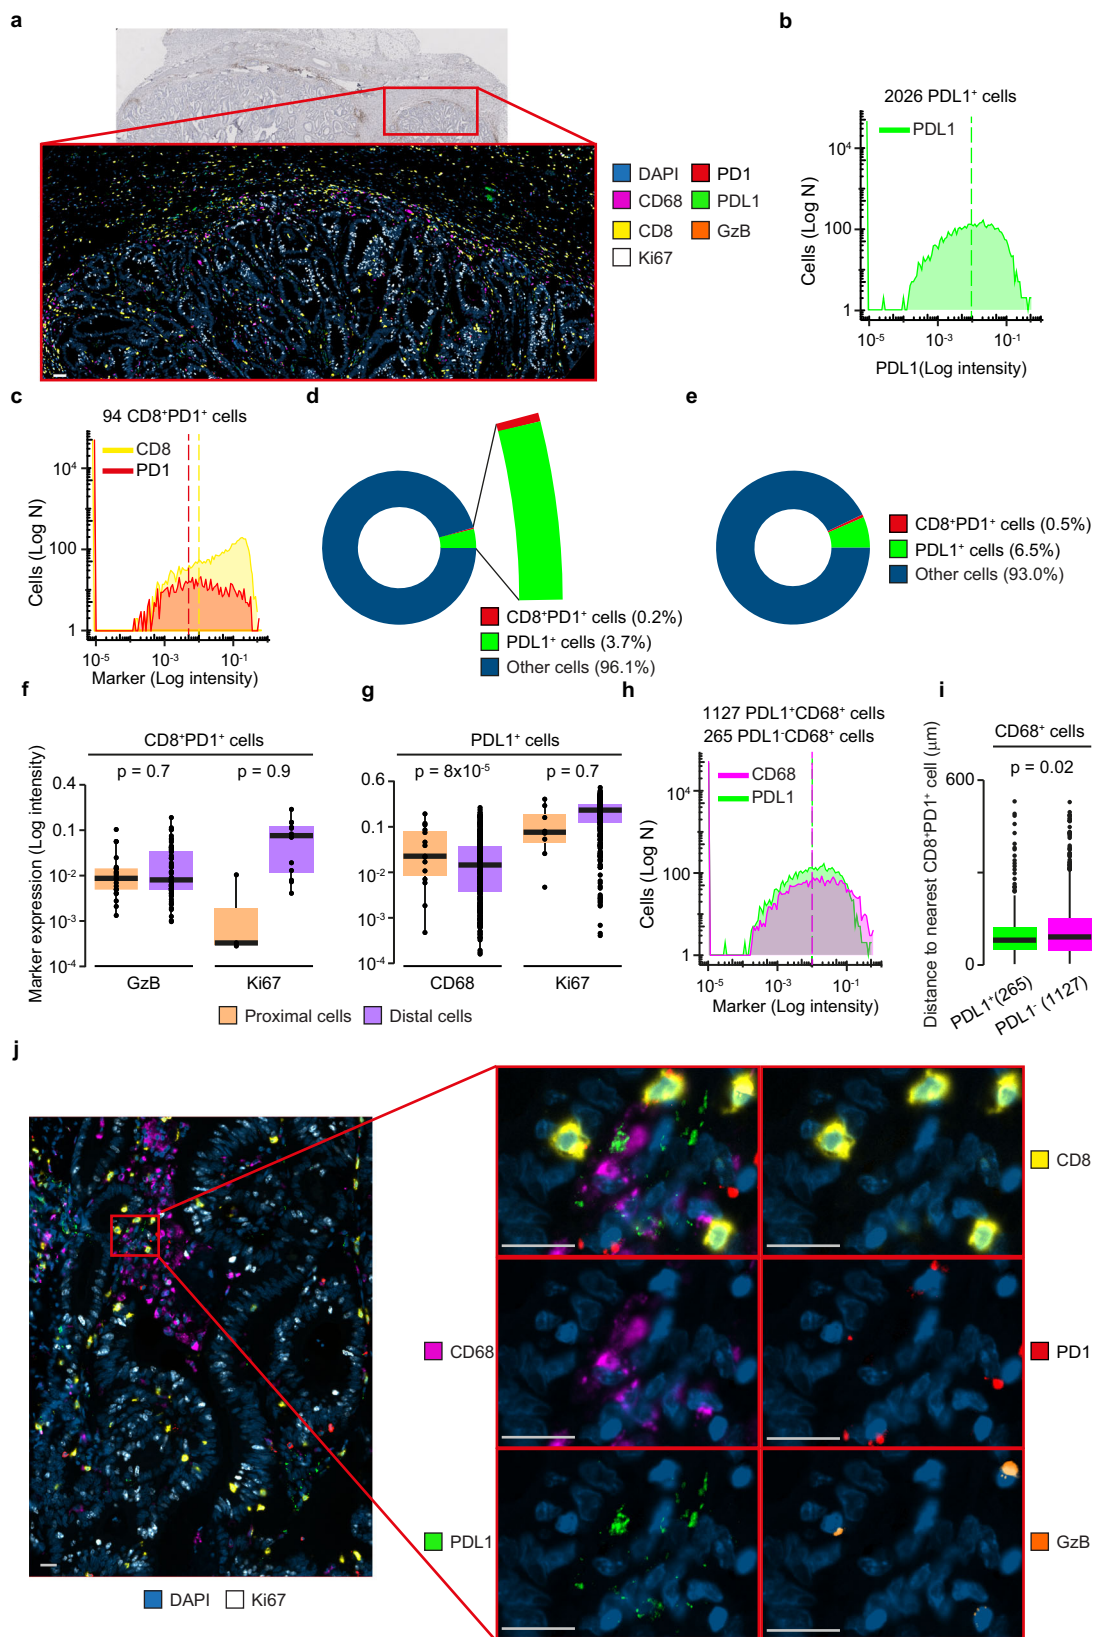 a
DAPI
PD1
CD68
PDL1
CD8
GzB
Ki67
b
2026 PDL1⁺ cells
PDL1
Cells (Log N)
10⁴
100
1
10⁻⁵
10⁻³
10⁻¹
PDL1(Log intensity)
c
94 CD8⁺PD1⁺ cells
CD8
PD1
Cells (Log N)
10⁴
100
1
10⁻⁵
10⁻³
10⁻¹
Marker (Log intensity)
d
CD8⁺PD1⁺ cells (0.2%)
PDL1⁺ cells (3.7%)
Other cells (96.1%)
e
CD8⁺PD1⁺ cells (0.5%)
PDL1⁺ cells (6.5%)
Other cells (93.0%)
f
CD8⁺PD1⁺ cells
p = 0.7
p = 0.9
Marker expression (Log intensity)
0.4
0.1
10⁻²
10⁻³
10⁻⁴
GzB
Ki67
g
PDL1⁺ cells
p = 8x10⁻⁵
p = 0.7
0.6
0.1
10⁻²
10⁻³
10⁻⁴
CD68
Ki67
Proximal cells
Distal cells
h
1127 PDL1⁺CD68⁺ cells
265 PDL1⁻CD68⁺ cells
CD68
PDL1
Cells (Log N)
10⁴
100
1
10⁻⁵
10⁻³
10⁻¹
Marker (Log intensity)
i
CD68⁺ cells
p = 0.02
Distance to nearest CD8⁺PD1⁺ cell (μm)
600
0
PDL1⁺(265)
PDL1⁻ (1127)
j
CD8
CD68
PD1
PDL1
GzB
DAPI
Ki67